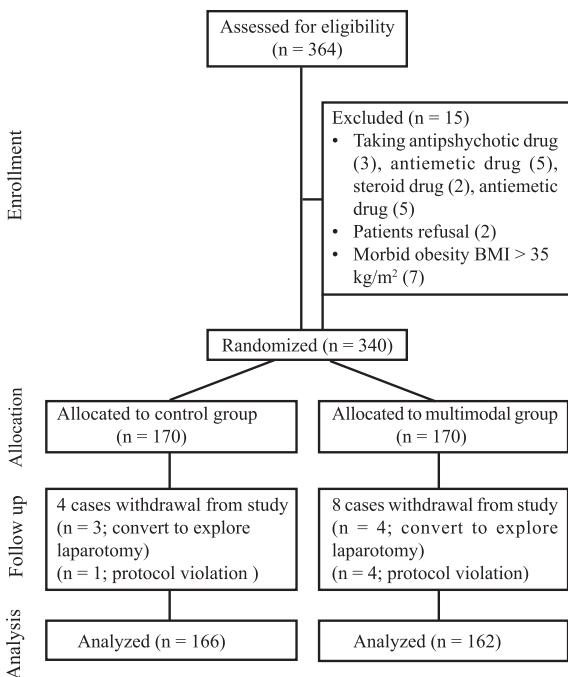 Assessed for eligibility
(n = 364)
Enrollment
Excluded (n = 15)
• Taking antipshychotic drug
(3), antiemetic drug (5),
steroid drug (2), antiemetic
drug (5)
• Patients refusal (2)
• Morbid obesity BMI > 35
kg/m² (7)
Randomized (n = 340)
Allocation
Allocated to control group
(n = 170)
Allocated to multimodal group
(n = 170)
Follow up
4 cases withdrawal from study
(n = 3; convert to explore
laparotomy)
(n = 1; protocol violation )
8 cases withdrawal from study
(n = 4; convert to explore
laparotomy)
(n = 4; protocol violation)
Analysis
Analyzed (n = 166)
Analyzed (n = 162)